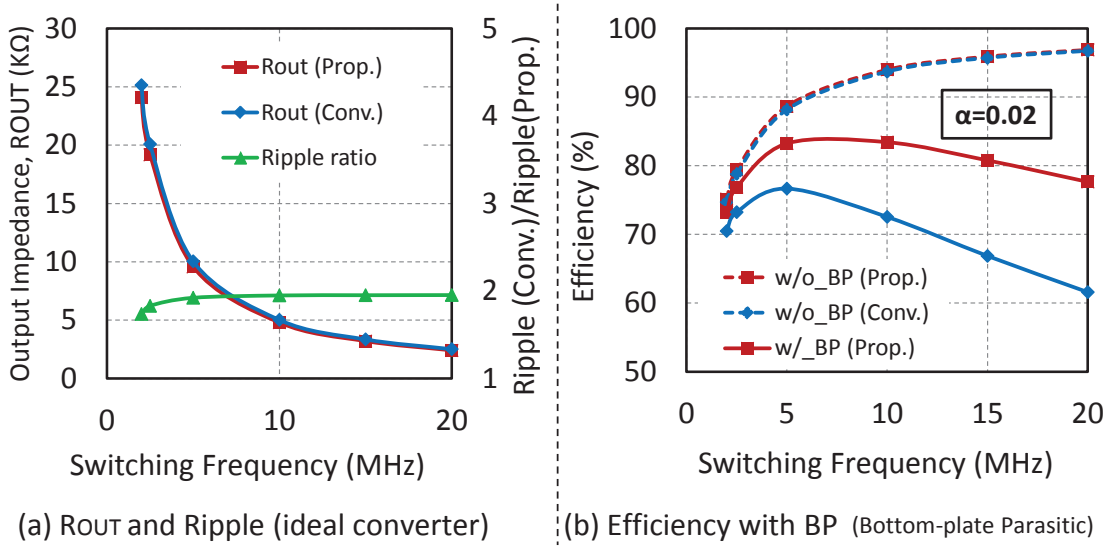 30
25
20
15
10
5
0
Output Impedance, ROUT (KΩ)
Rout (Prop.)
Rout (Conv.)
Ripple ratio
5
4
3
2
1
Ripple (Conv.)/Ripple(Prop.)
0
10
20
Switching Frequency (MHz)
(a) ROUT and Ripple (ideal converter)
100
90
80
70
60
50
Efficiency (%)
α=0.02
w/o_BP (Prop.)
w/o_BP (Conv.)
w/_BP (Prop.)
0
5
10
15
20
Switching Frequency (MHz)
(b) Efficiency with BP (Bottom-plate Parasitic)